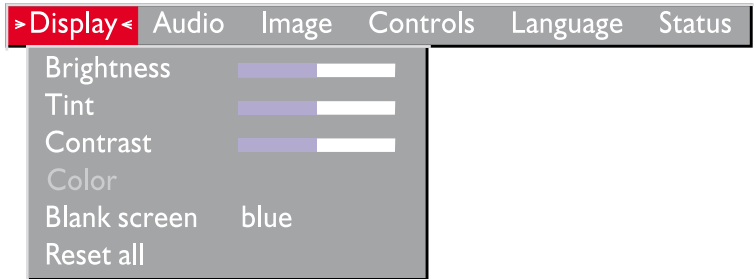 >Display< Audio Image Controls Language Status
Brightness
Tint
Contrast
Color
Blank screen blue
Reset all